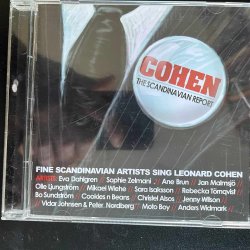 COHEN
THE SCANDINAVIAN REPORT
FINE SCANDINAVIAN ARTISTS SING LEONARD COHEN
ARTISTS: Eva Dahlgren // Sophie Zelmani // Ane Brun // Jan Malmsjö
Olle Ljungström // Mikael Wiehe // Sara Isaksson // Rebecka Törnqvist //
Bo Sundström // Cookies n Beans // Christel Alsos // Jenny Wilson
// Vidar Johnsen & Peter. Nordberg // Moto Boy // Anders Widmark //